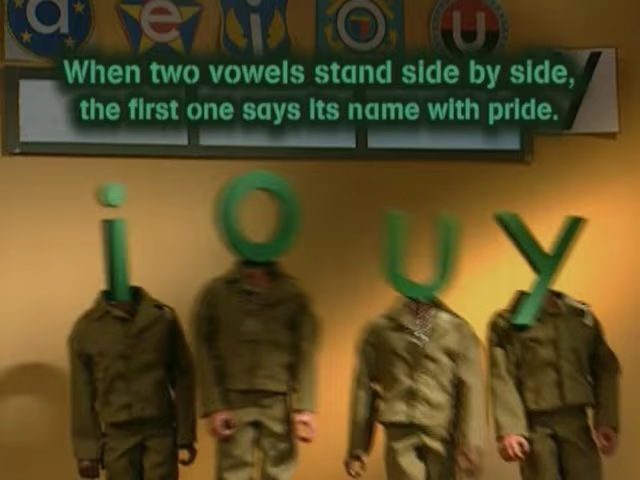 a e i o u
When two vowels stand side by side,
the first one says its name with pride.
i o u y